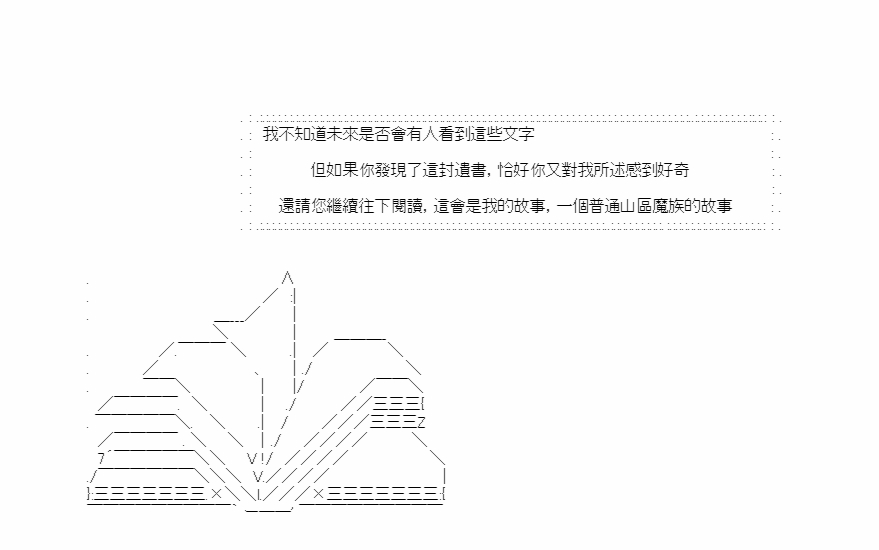 我不知道未來是否會有人看到這些文字
但如果你發現了這封遺書, 恰好你又對我所述感到好奇
還請您繼續往下閱讀, 這會是我的故事, 一個普通山區魔族的故事